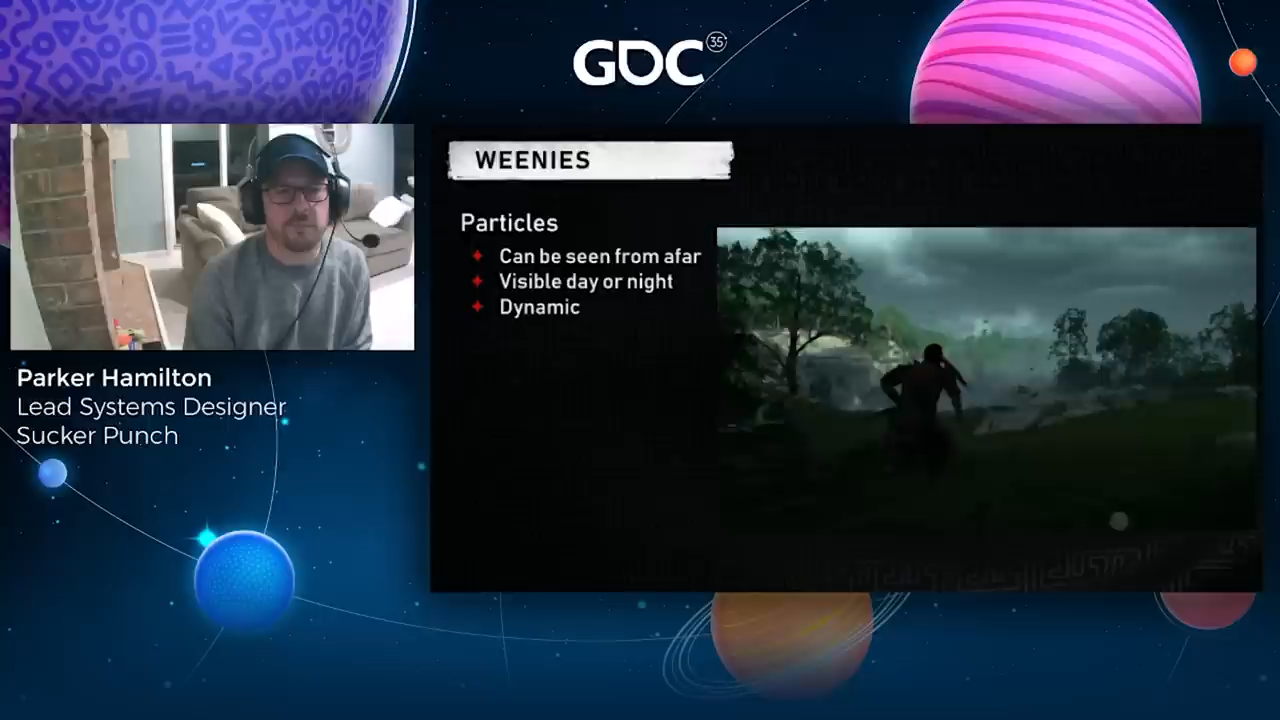 GDC 35
WEENIES
Particles
Can be seen from afar
Visible day or night
Dynamic
Parker Hamilton
Lead Systems Designer
Sucker Punch